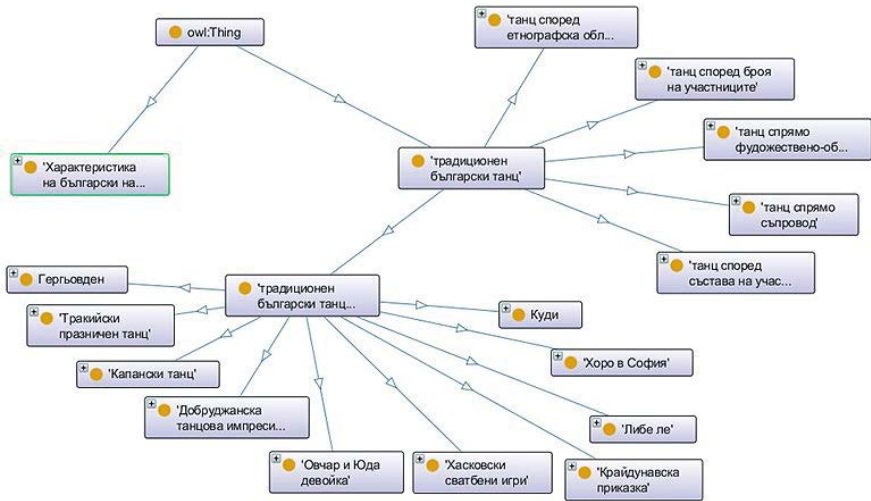 owl:Thing
'танц според
етнографска обл...
'танц според броя
на участниците'
'танц спрямо
фудожествено-об...
'Характеристика
на български на...
'традиционен
български танц'
'танц спрямо
съпровод'
'танц според
състава на учас...
Гергьовден
'традиционен
български танц...
'Тракийски
празничен танц'
Куди
'Хоро в София'
'Капански танц'
'Добруджанска
танцова импреси...
'Либе ле'
'Овчар и Юда
девойка'
'Хасковски
сватбени игри'
'Крайдунавска
приказка'